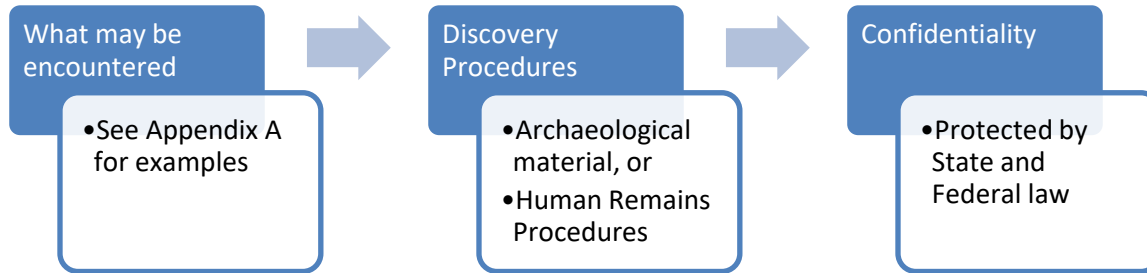 What may be
encountered
•See Appendix A
for examples
Discovery
Procedures
•Archaeological
material, or
•Human Remains
Procedures
Confidentiality
•Protected by
State and
Federal law